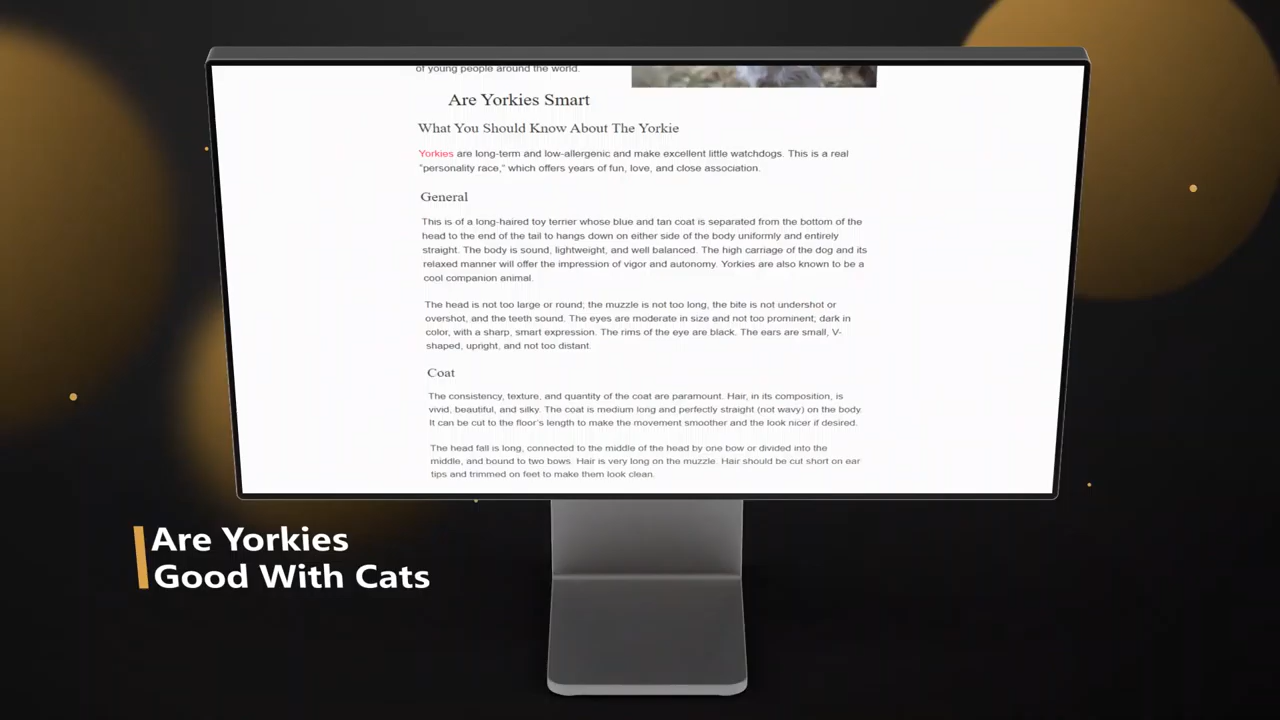 of young people around the world.
Are Yorkies Smart
What You Should Know About The Yorkie
Yorkies are long-term and low-allergenic and make excellent little watchdogs. This is a real
"personality race," which offers years of fun, love, and close association.
General
This is of a long-haired toy terrier whose blue and tan coat is separated from the bottom of the
head to the end of the tail to hangs down on either side of the body uniformly and entirely
straight. The body is sound, lightweight, and well balanced. The high carriage of the dog and its
relaxed manner will offer the impression of vigor and autonomy. Yorkies are also known to be a
cool companion animal.
The head is not too large or round; the muzzle is not too long, the bite is not undershot or
overshot, and the teeth sound. The eyes are moderate in size and not too prominent; dark in
color, with a sharp, smart expression. The rims of the eye are black. The ears are small, V-
shaped, upright, and not too distant.
Coat
The consistency, texture, and quantity of the coat are paramount. Hair, in its composition, is
vivid, beautiful, and silky. The coat is medium long and perfectly straight (not wavy) on the body.
It can be cut to the floor's length to make the movement smoother and the look nicer if desired.
The head fall is long, connected to the middle of the head by one bow or divided into the
middle, and bound to two bows. Hair is very long on the muzzle. Hair should be cut short on ear
tips and trimmed on feet to make them look clean.
Are Yorkies
Good With Cats